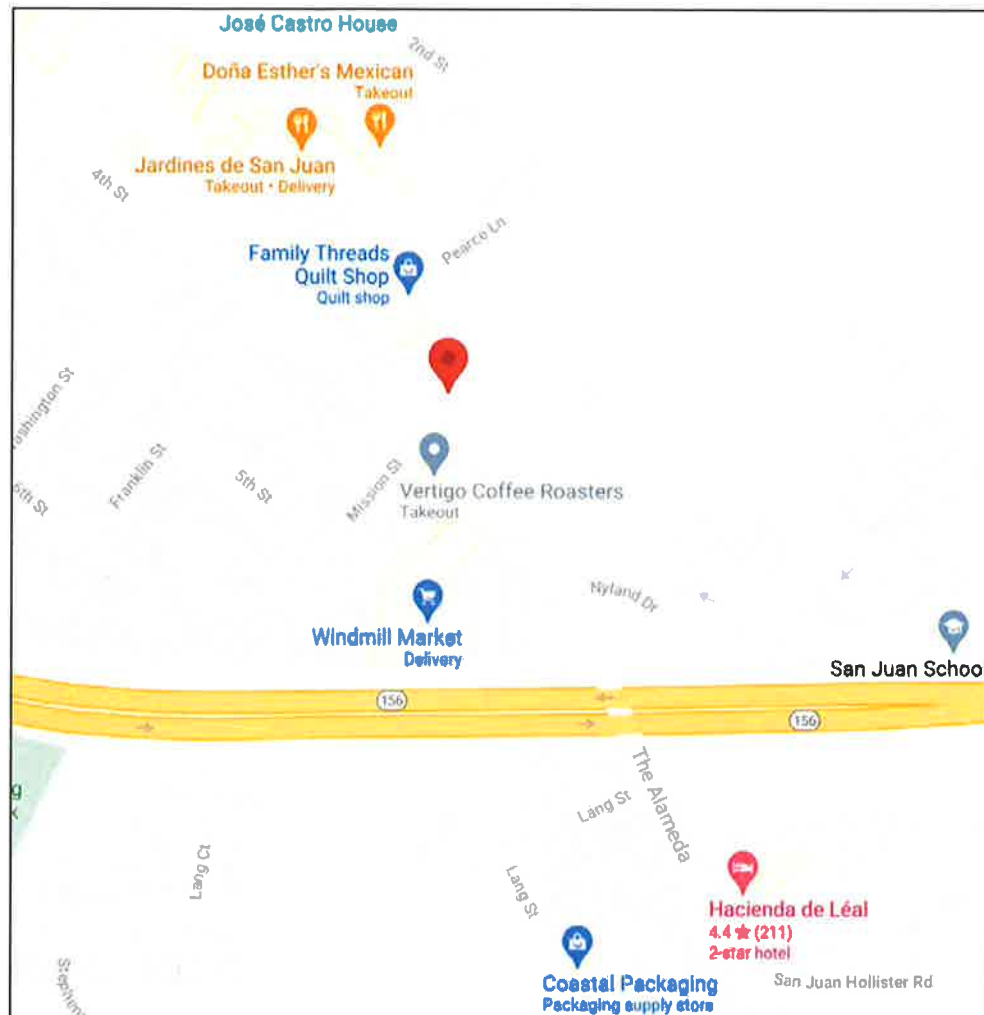 José Castro House
2nd St
Doña Esther's Mexican
Takeout
Jardines de San Juan
Takeout • Delivery
4th St
Pearce Ln
Family Threads
Quilt Shop
Quilt shop
ashington St
6th St
Franklin St
5th St
Mission St
Vertigo Coffee Roasters
Takeout
Nyland Dr
Windmill Market
Delivery
San Juan Schoo
156
156
The Alameda
Lang St
g
k
Lang Ct
Lang St
Hacienda de Léal
4.4 ★ (211)
2-star hotel
Coastal Packaging
Packaging supply store
San Juan Hollister Rd